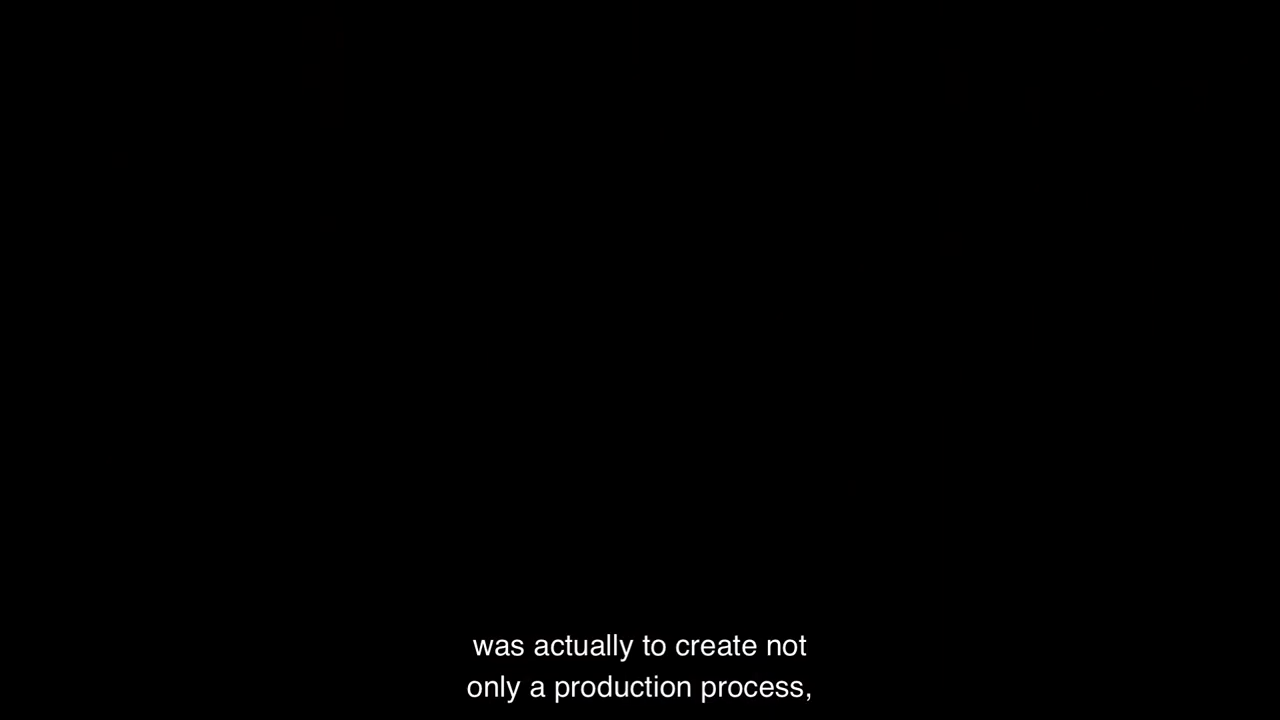 was actually to create not
only a production process,